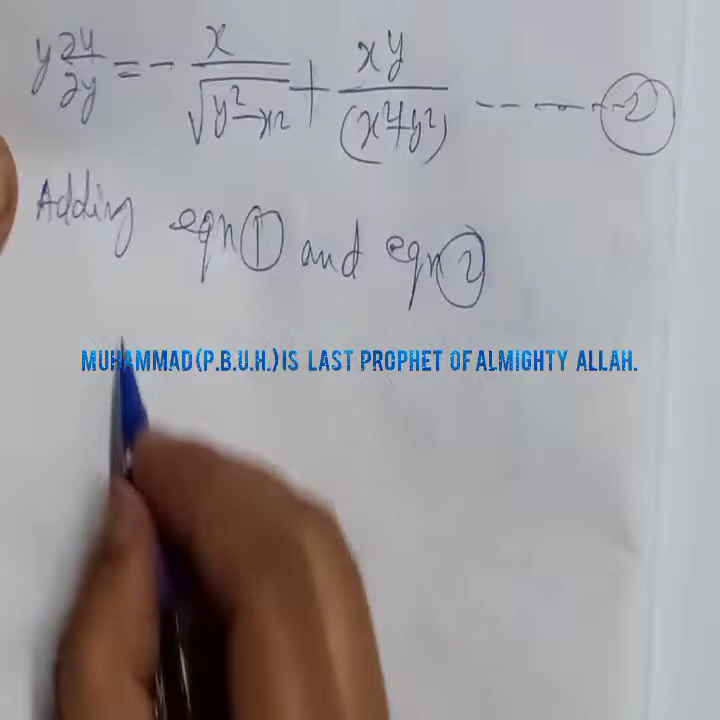 y ∂u/∂y = - x/√(y²-x²) + xy/(x²+y²) ------ ②
Adding eqn ① and eqn ②
MUHAMMAD(P.B.U.H.) IS LAST PROPHET OF ALMIGHTY ALLAH.